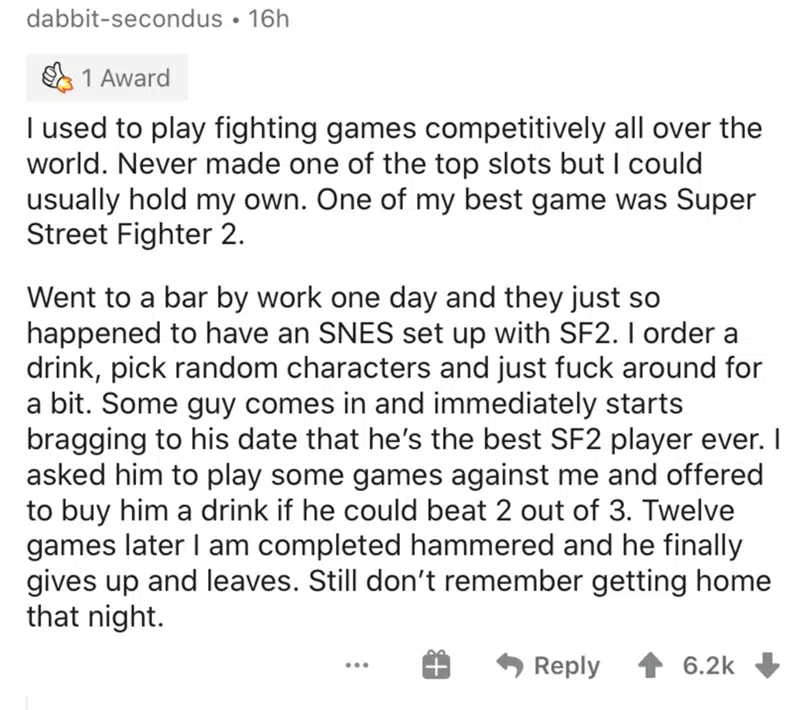 dabbit-secondus • 16h
1 Award
I used to play fighting games competitively all over the
world. Never made one of the top slots but I could
usually hold my own. One of my best game was Super
Street Fighter 2.
Went to a bar by work one day and they just so
happened to have an SNES set up with SF2. I order a
drink, pick random characters and just fuck around for
a bit. Some guy comes in and immediately starts
bragging to his date that he's the best SF2 player ever. I
asked him to play some games against me and offered
to buy him a drink if he could beat 2 out of 3. Twelve
games later I am completed hammered and he finally
gives up and leaves. Still don't remember getting home
that night.
... Reply 6.2k